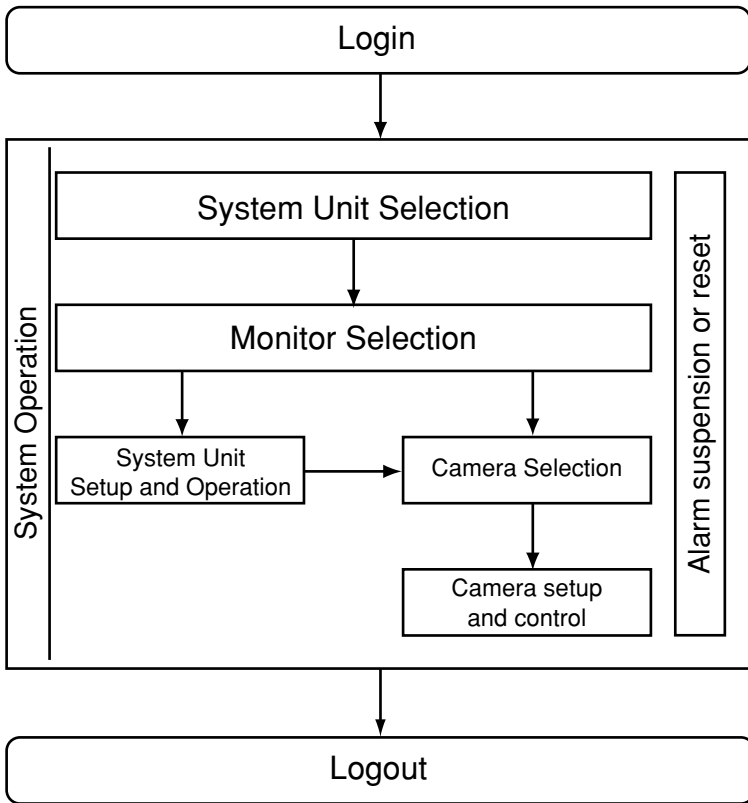 Login
System Operation
System Unit Selection
Monitor Selection
System Unit
Setup and Operation
Camera Selection
Camera setup
and control
Alarm suspension or reset
Logout